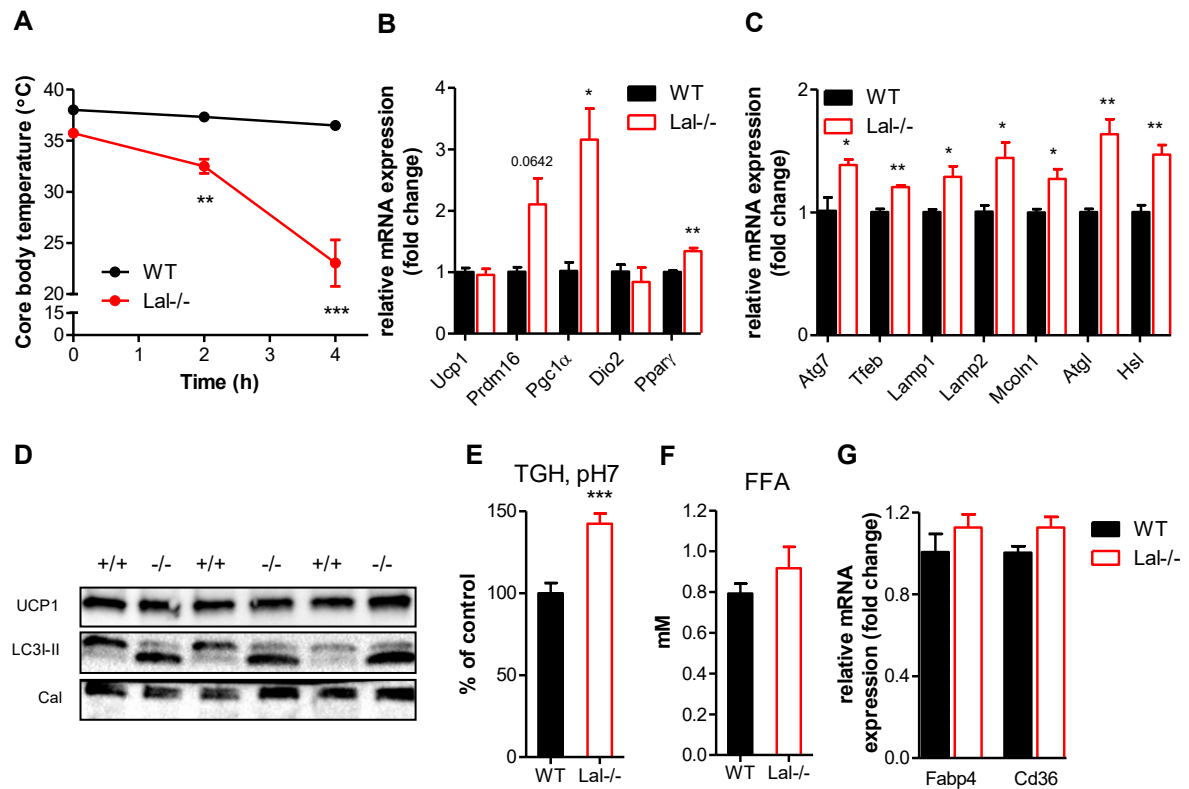 A
Core body temperature (°C)
40
35
30
25
20
15
0
WT
Lal-/-
**
***
0
1
2
3
4
Time (h)
B
relative mRNA expression
(fold change)
4
3
2
1
0
0.0642
*
**
WT
Lal-/-
Ucp1
Prdm16
Pgc1α
Dio2
Pparγ
C
relative mRNA expression
(fold change)
2
1
0
WT
Lal-/-
*
**
*
*
*
**
**
Atg7
Tfeb
Lamp1
Lamp2
Mcoln1
Atgl
Hsl
D
+/+ -/- +/+ -/- +/+ -/-
UCP1
LC3I-II
Cal
E
TGH, pH7
***
% of control
150
100
50
0
WT Lal-/-
F
FFA
mM
1.0
0.8
0.6
0.4
0.2
0.0
WT Lal-/-
G
relative mRNA
expression (fold change)
1.2
0.8
0.4
0.0
WT
Lal-/-
Fabp4 Cd36